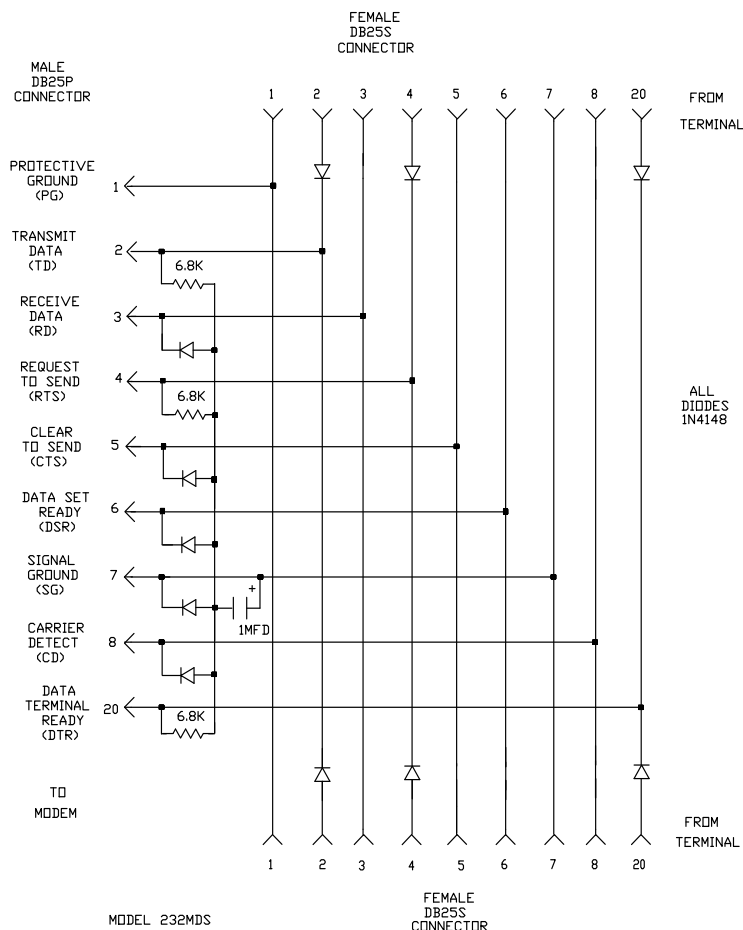 FEMALE
DB25S
CONNECTOR
MALE
DB25P
CONNECTOR
1 2 3 4 5 6 7 8 20
FROM
TERMINAL
PROTECTIVE
GROUND
(PG)
1
TRANSMIT
DATA
(TD)
2
6.8K
RECEIVE
DATA
(RD)
3
REQUEST
TO SEND
(RTS)
4
6.8K
ALL
DIODES
1N4148
CLEAR
TO SEND
(CTS)
5
DATA SET
READY
(DSR)
6
SIGNAL
GROUND
(SG)
7
+
1MFD
CARRIER
DETECT
(CD)
8
DATA
TERMINAL
READY
(DTR)
20
6.8K
TO
MODEM
FROM
TERMINAL
1 2 3 4 5 6 7 8 20
FEMALE
DB25S
CONNECTOR
MODEL 232MDS